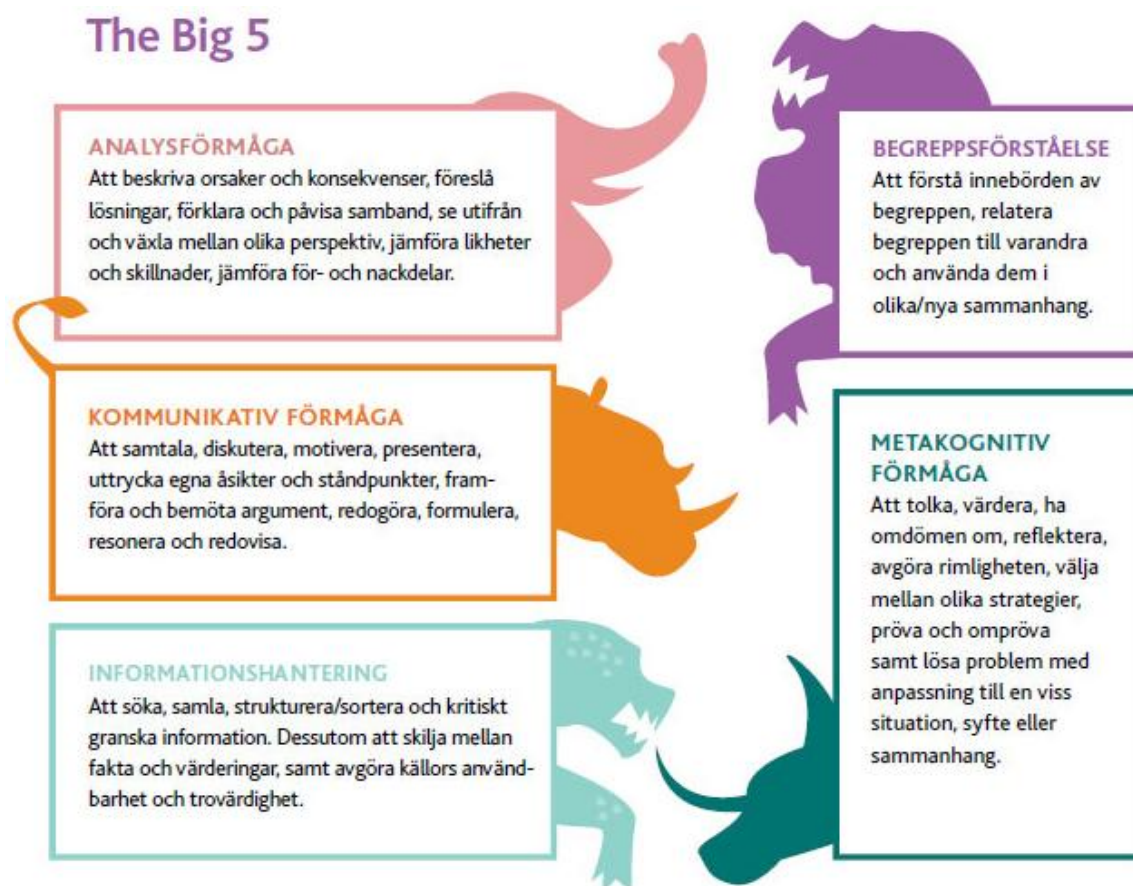 The Big 5
ANALYSFÖRMÅGA
Att beskriva orsaker och konsekvenser, föreslå
lösningar, förklara och påvisa samband, se utifrån
och växla mellan olika perspektiv, jämföra likheter
och skillnader, jämföra för- och nackdelar.
KOMMUNIKATIV FÖRMÅGA
Att samtala, diskutera, motivera, presentera,
uttrycka egna åsikter och ståndpunkter, fram-
föra och bemöta argument, redogöra, formulera,
resonera och redovisa.
INFORMATIONSHANTERING
Att söka, samla, strukturera/sortera och kritiskt
granska information. Dessutom att skilja mellan
fakta och värderingar, samt avgöra källors använd-
barhet och trovärdighet.
BEGREPPSFÖRSTÅELSE
Att förstå innebörden av
begreppen, relatera
begreppen till varandra
och använda dem i
olika/nya sammanhang.
METAKOGNITIV
FÖRMÅGA
Att tolka, värdera, ha
omdömen om, reflektera,
avgöra rimligheten, välja
mellan olika strategier,
pröva och ompröva
samt lösa problem med
anpassning till en viss
situation, syfte eller
sammanhang.